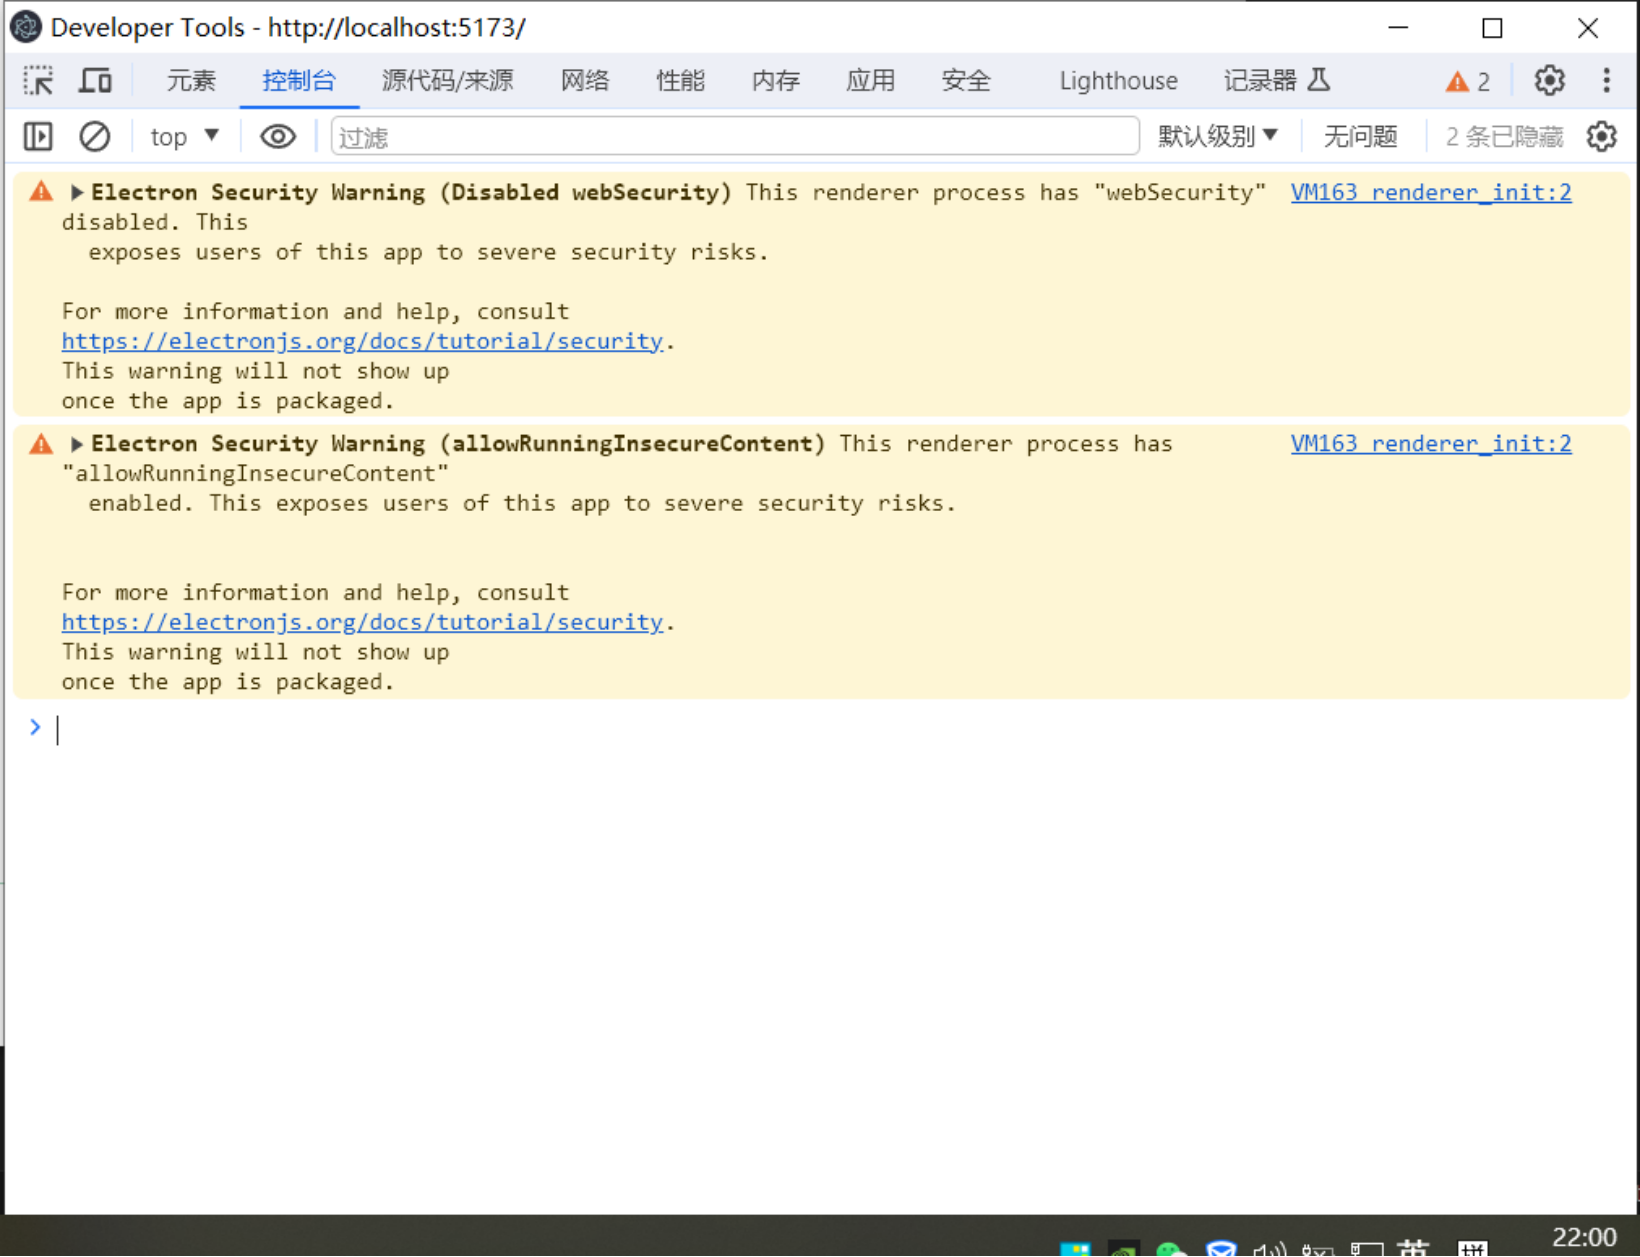 Developer Tools - http://localhost:5173/
元素 控制台 源代码/来源 网络 性能 内存 应用 安全 Lighthouse 记录器 2
top 过滤 默认级别 无问题 2 条已隐藏
Electron Security Warning (Disabled webSecurity) This renderer process has "webSecurity" VM163 renderer_init:2
disabled. This
exposes users of this app to severe security risks.
For more information and help, consult
https://electronjs.org/docs/tutorial/security.
This warning will not show up
once the app is packaged.
Electron Security Warning (allowRunningInsecureContent) This renderer process has VM163 renderer_init:2
"allowRunningInsecureContent"
enabled. This exposes users of this app to severe security risks.
For more information and help, consult
https://electronjs.org/docs/tutorial/security.
This warning will not show up
once the app is packaged.
22:00